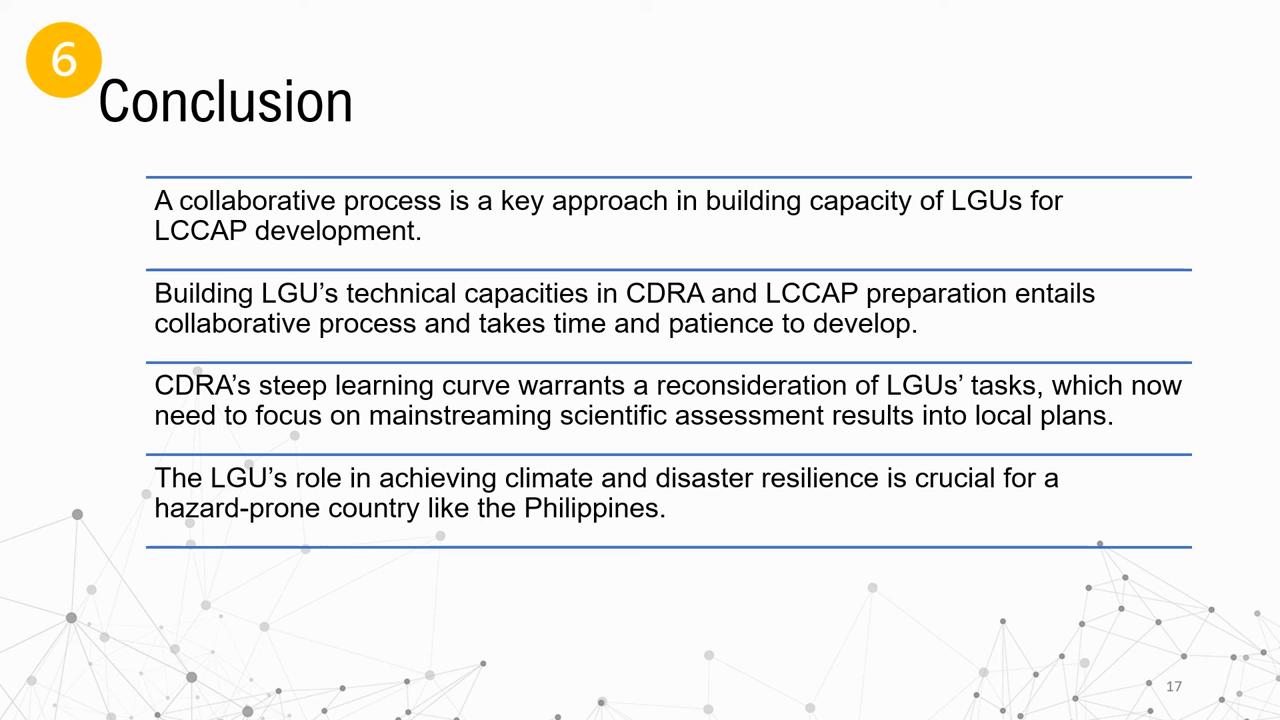 6
Conclusion
A collaborative process is a key approach in building capacity of LGUs for
LCCAP development.
Building LGU’s technical capacities in CDRA and LCCAP preparation entails
collaborative process and takes time and patience to develop.
CDRA’s steep learning curve warrants a reconsideration of LGUs’ tasks, which now
need to focus on mainstreaming scientific assessment results into local plans.
The LGU’s role in achieving climate and disaster resilience is crucial for a
hazard-prone country like the Philippines.
17